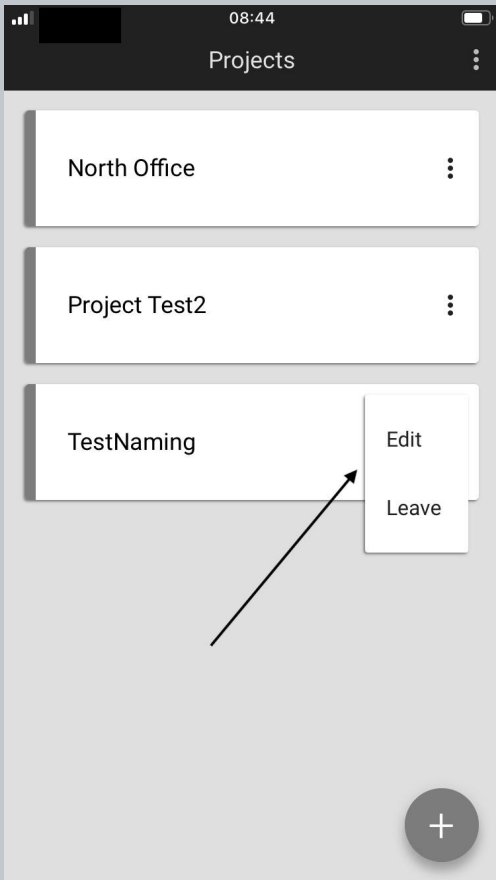 08:44
Projects
North Office
Project Test2
TestNaming
Edit
Leave